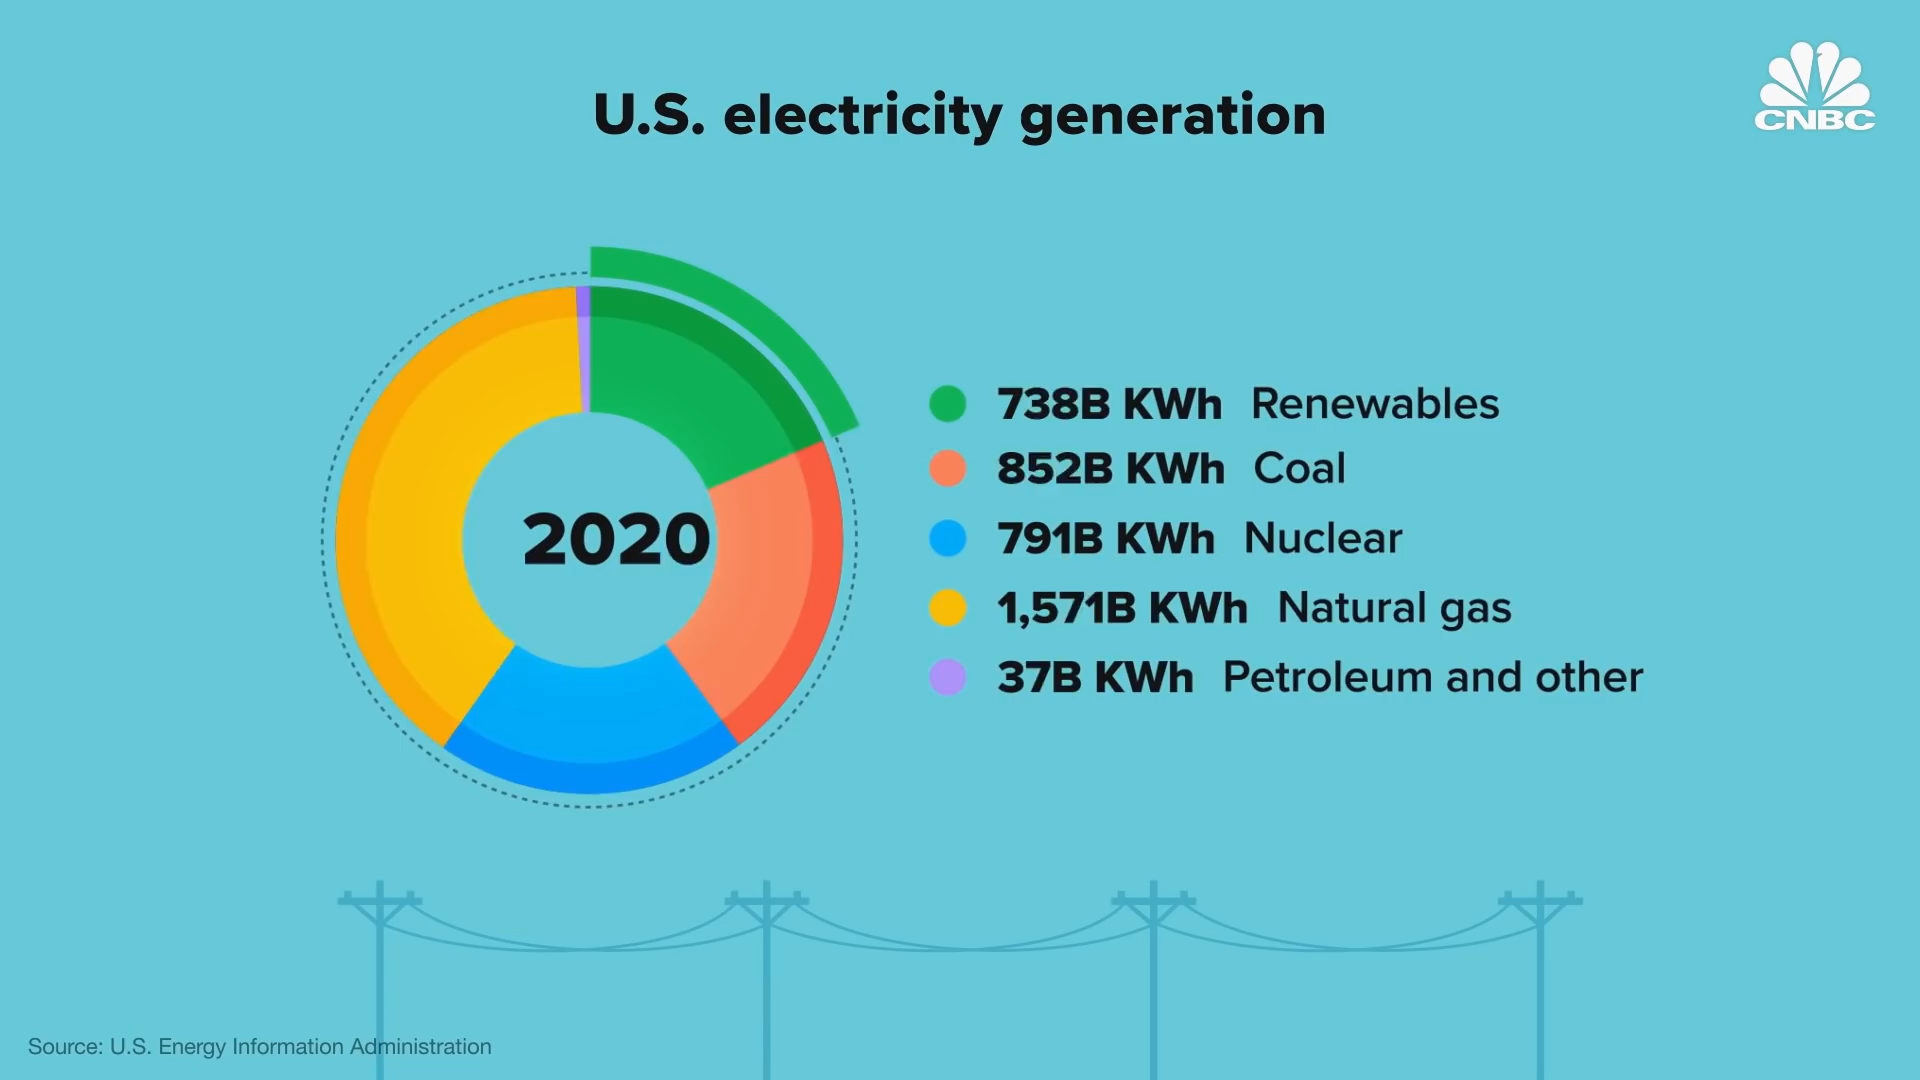 CNBC
U.S. electricity generation
2020
738B KWh Renewables
852B KWh Coal
791B KWh Nuclear
1,571B KWh Natural gas
37B KWh Petroleum and other
Source: U.S. Energy Information Administration